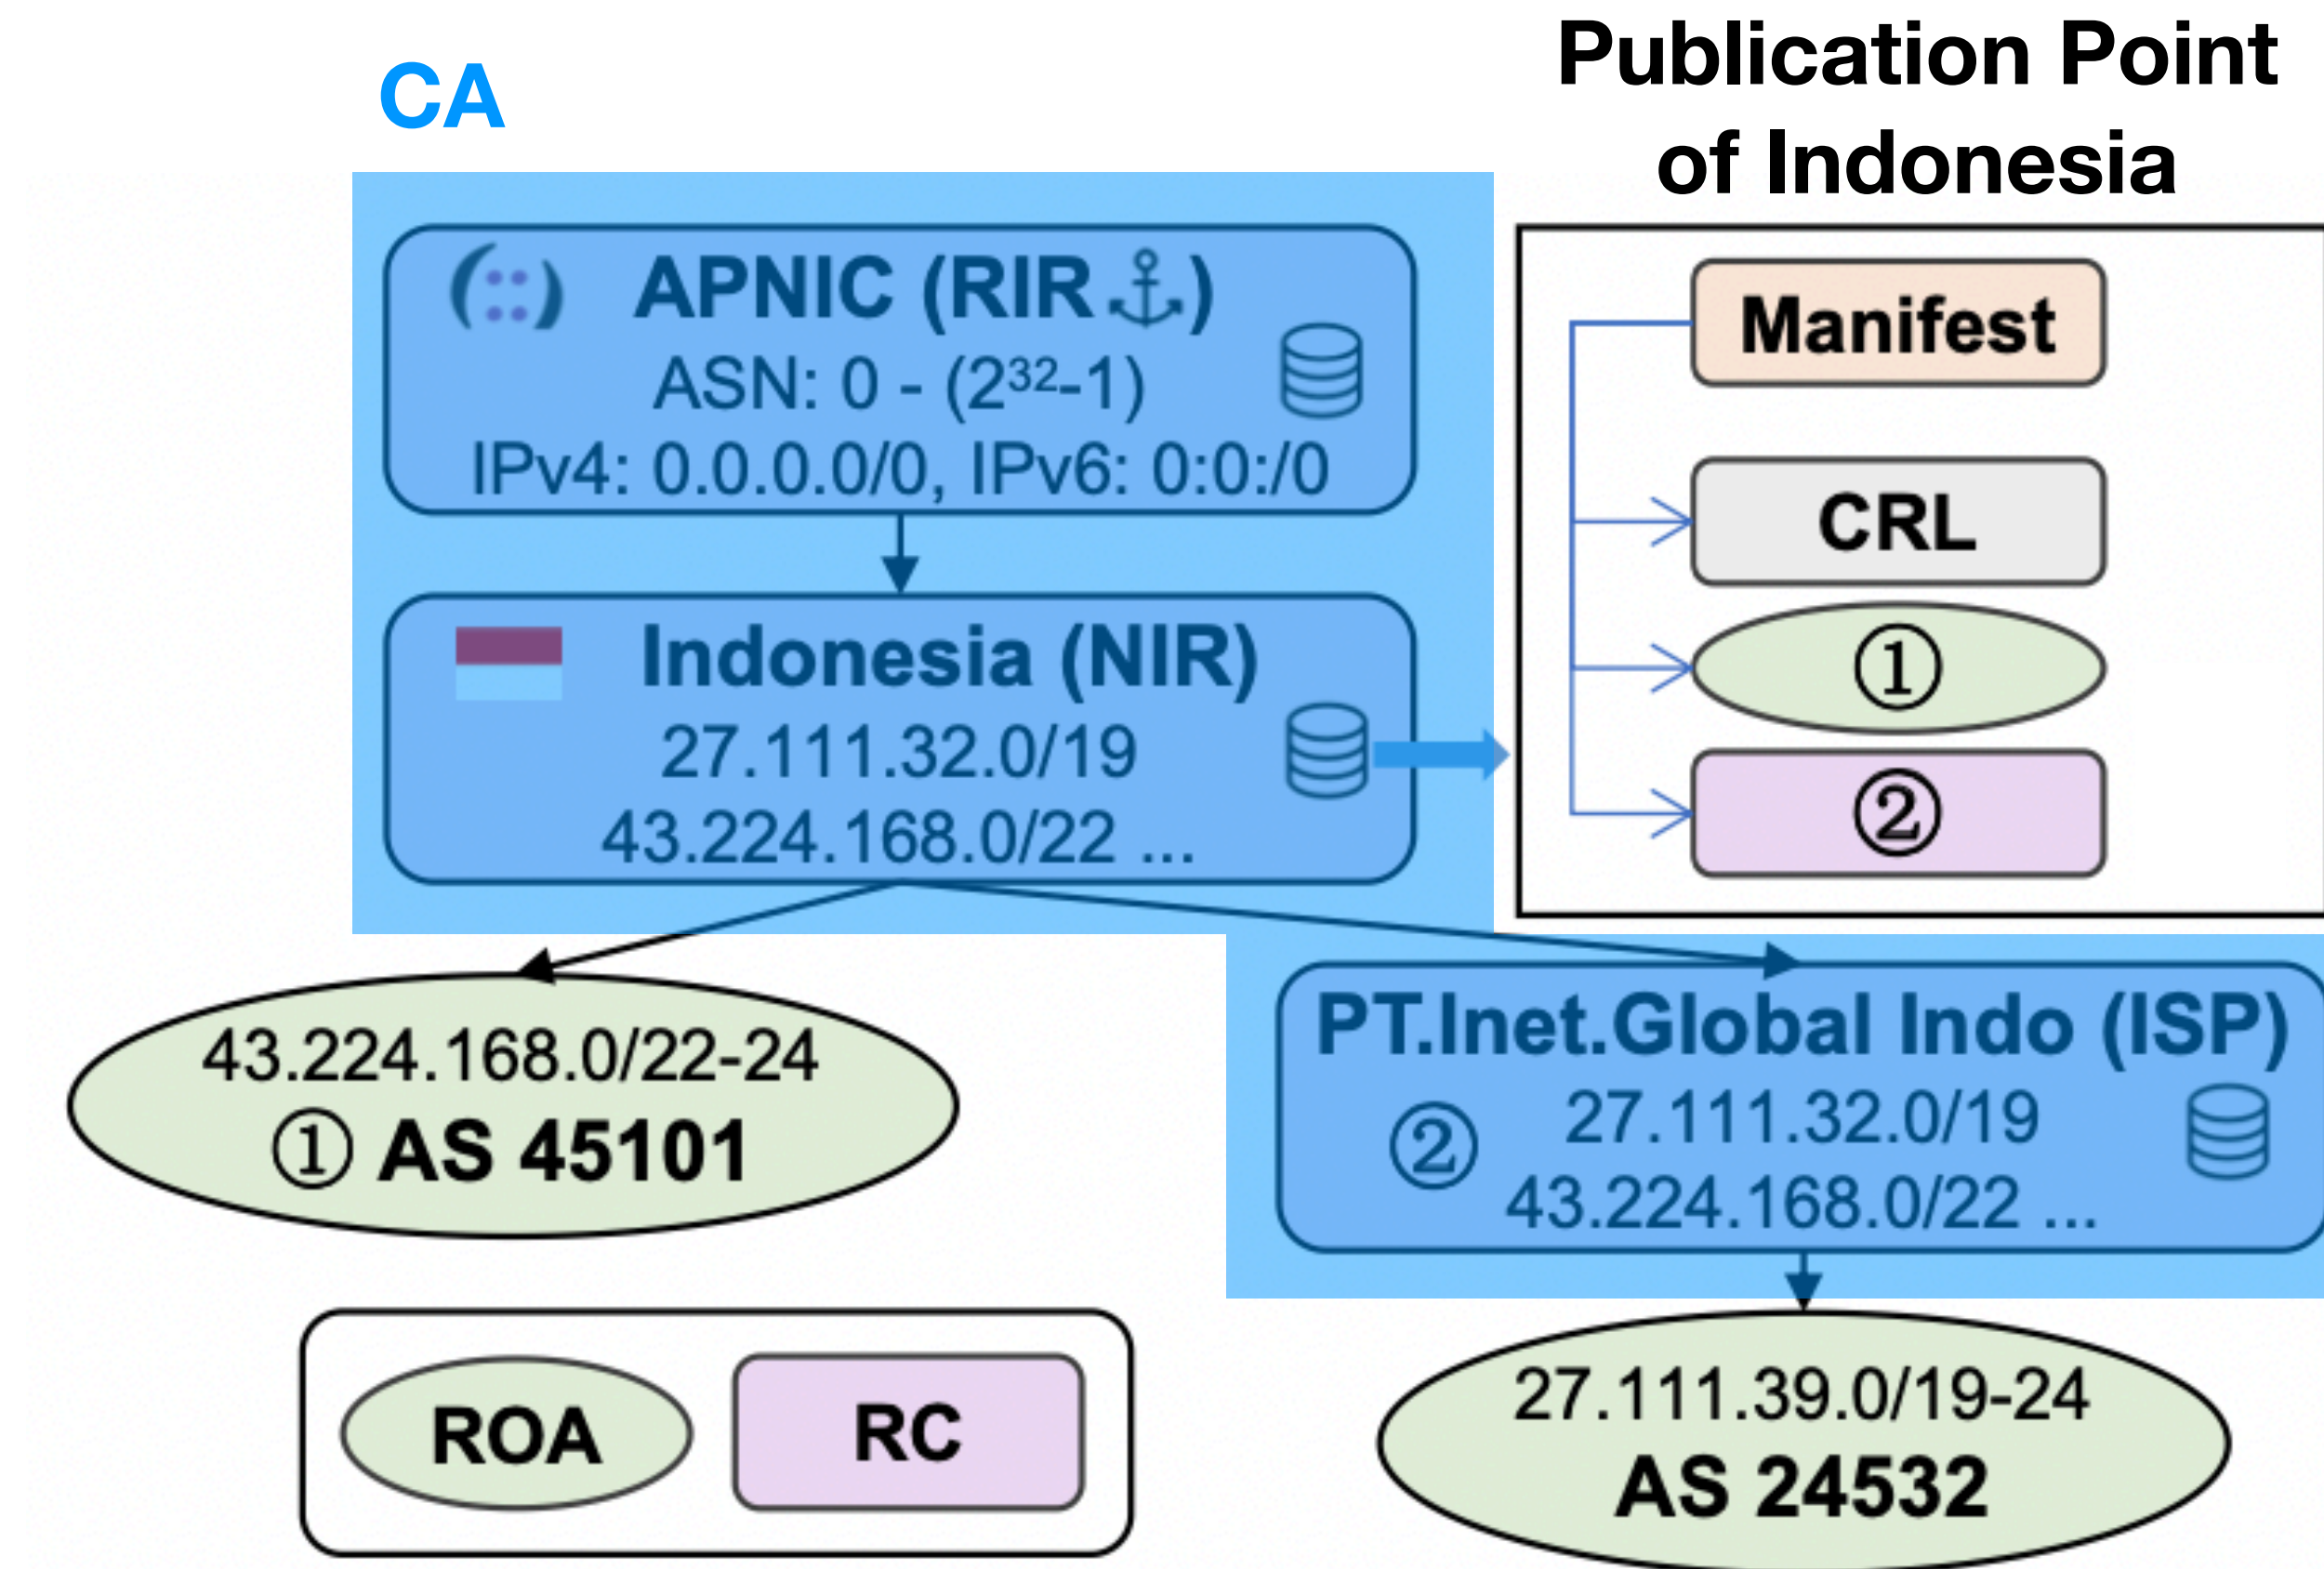 CA
Publication Point
of Indonesia
APNIC (RIR⚓)
ASN: 0 - (2³²-1)
IPv4: 0.0.0.0/0, IPv6: 0:0:/0
Indonesia (NIR)
27.111.32.0/19
43.224.168.0/22 ...
Manifest
CRL
①
②
43.224.168.0/22-24
① AS 45101
PT.Inet.Global Indo (ISP)
② 27.111.32.0/19
43.224.168.0/22 ...
27.111.39.0/19-24
AS 24532
ROA
RC